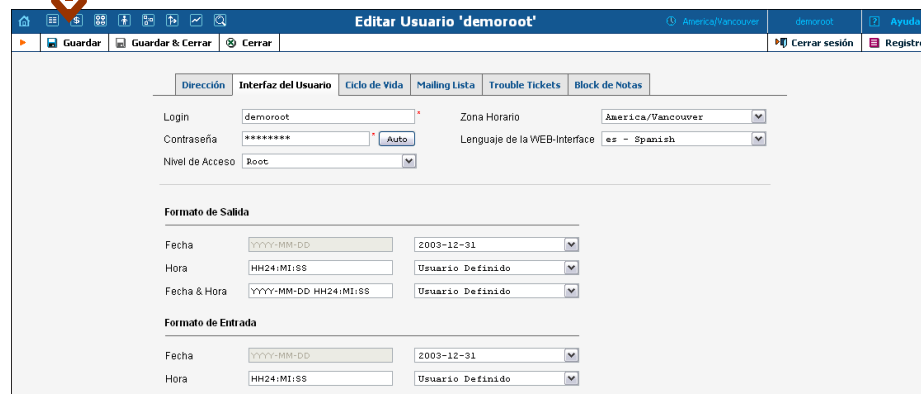 Editar Usuario 'demoroot' America/Vancouver demoroot ? Ayuda
Guardar Guardar & Cerrar Cerrar Cerrar sesión Registro
Dirección Interfaz del Usuario Ciclo de Vida Mailing Lista Trouble Tickets Block de Notas
Login demoroot * Zona Horario America/Vancouver
Contraseña ******** * Auto Lenguaje de la WEB-Interface es - Spanish
Nivel de Acceso Root
Formato de Salida
Fecha YYYY-MM-DD 2003-12-31
Hora HH24:MI:SS Usuario Definido
Fecha & Hora YYYY-MM-DD HH24:MI:SS Usuario Definido
Formato de Entrada
Fecha YYYY-MM-DD 2003-12-31
Hora HH24:MI:SS Usuario Definido